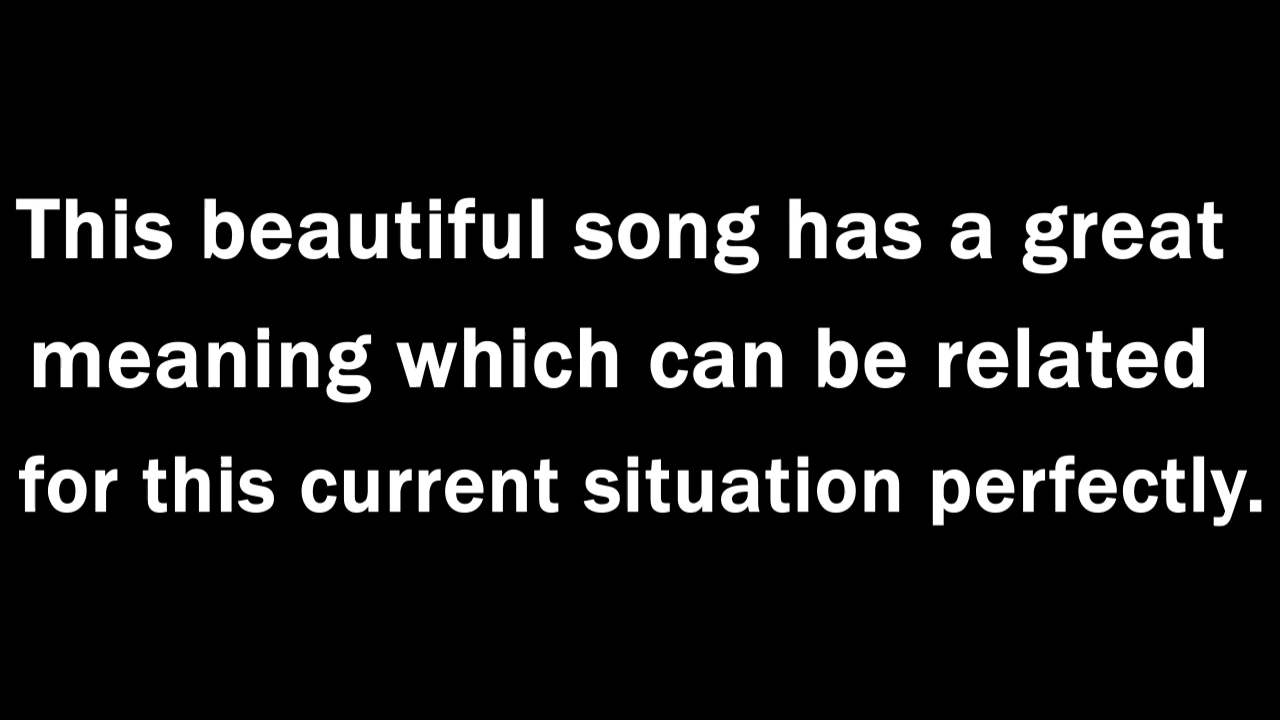 This beautiful song has a great
meaning which can be related
for this current situation perfectly.